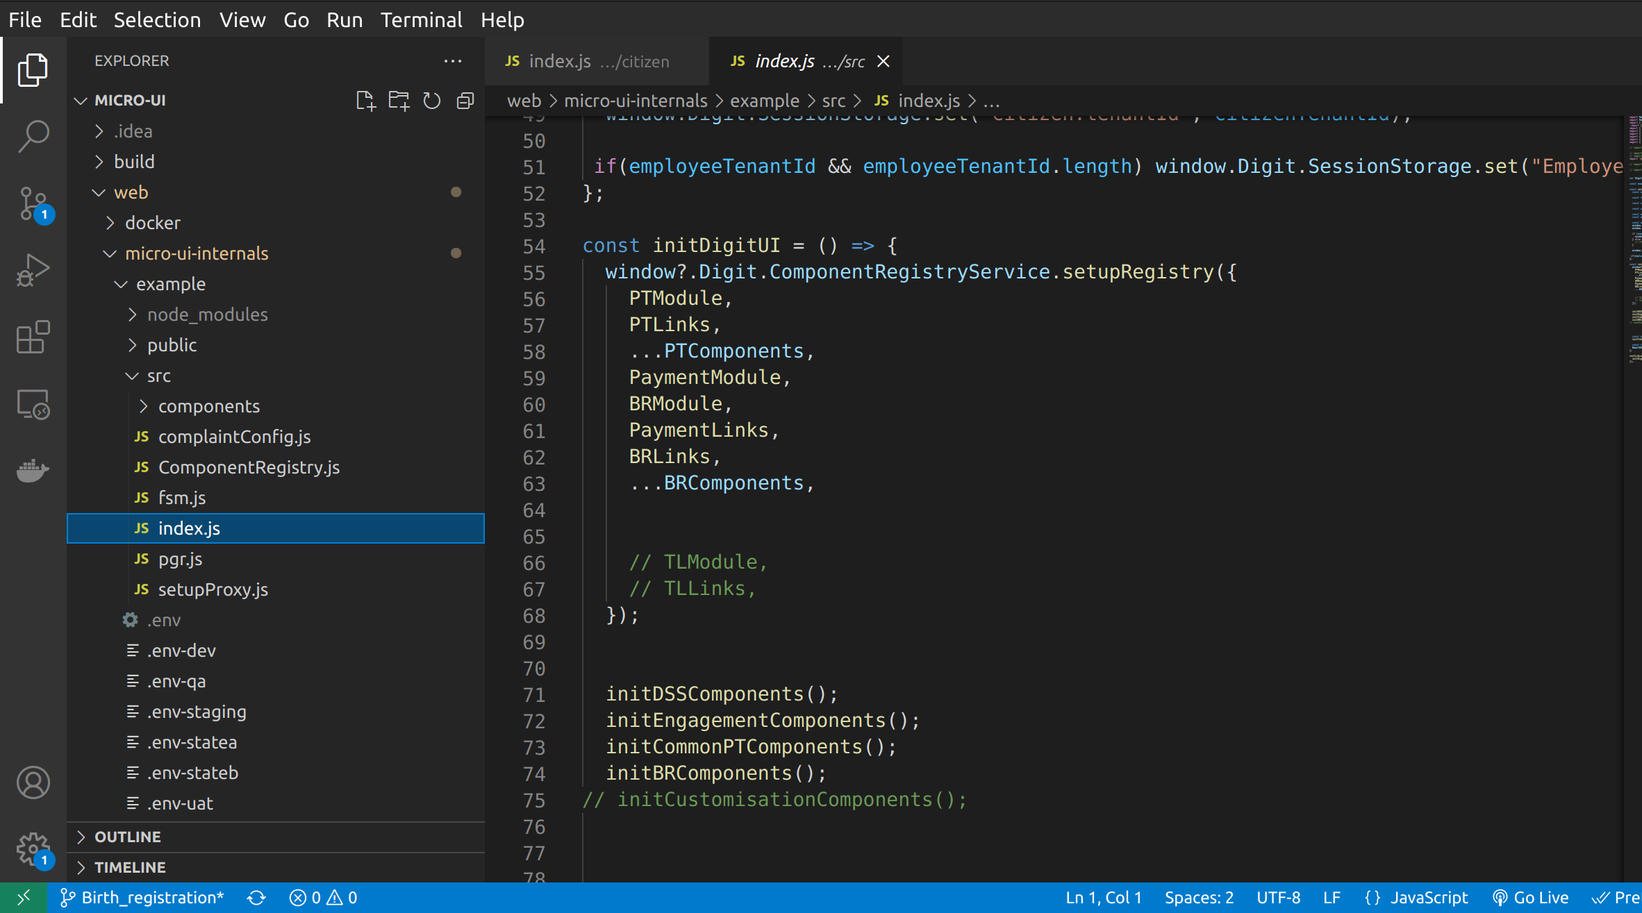 File Edit Selection View Go Run Terminal Help
EXPLORER ...
MICRO-UI
.idea
build
web
docker
micro-ui-internals
example
node_modules
public
src
components
JS complaintConfig.js
JS ComponentRegistry.js
JS fsm.js
JS index.js
JS pgr.js
JS setupProxy.js
.env
.env-dev
.env-qa
.env-staging
.env-statea
.env-stateb
.env-uat
OUTLINE
TIMELINE
1
1
JS index.js .../citizen JS index.js .../src
web > micro-ui-internals > example > src > JS index.js > ...
49 window.Digit.SessionStorage.set("Citizen.tenantId", citizenTenantId);
50
51 if(employeeTenantId && employeeTenantId.length) window.Digit.SessionStorage.set("Employe
52 };
53
54 const initDigitUI = () => {
55 window?.Digit.ComponentRegistryService.setupRegistry({
56 PTModule,
57 PTLinks,
58 ...PTComponents,
59 PaymentModule,
60 BRModule,
61 PaymentLinks,
62 BRLinks,
63 ...BRComponents,
64
65
66 // TLModule,
67 // TLLinks,
68 });
69
70
71 initDSSComponents();
72 initEngagementComponents();
73 initCommonPTComponents();
74 initBRComponents();
75 // initCustomisationComponents();
76
77
78
Birth_registration* 0 0 Ln 1, Col 1 Spaces: 2 UTF-8 LF {} JavaScript Go Live Pre